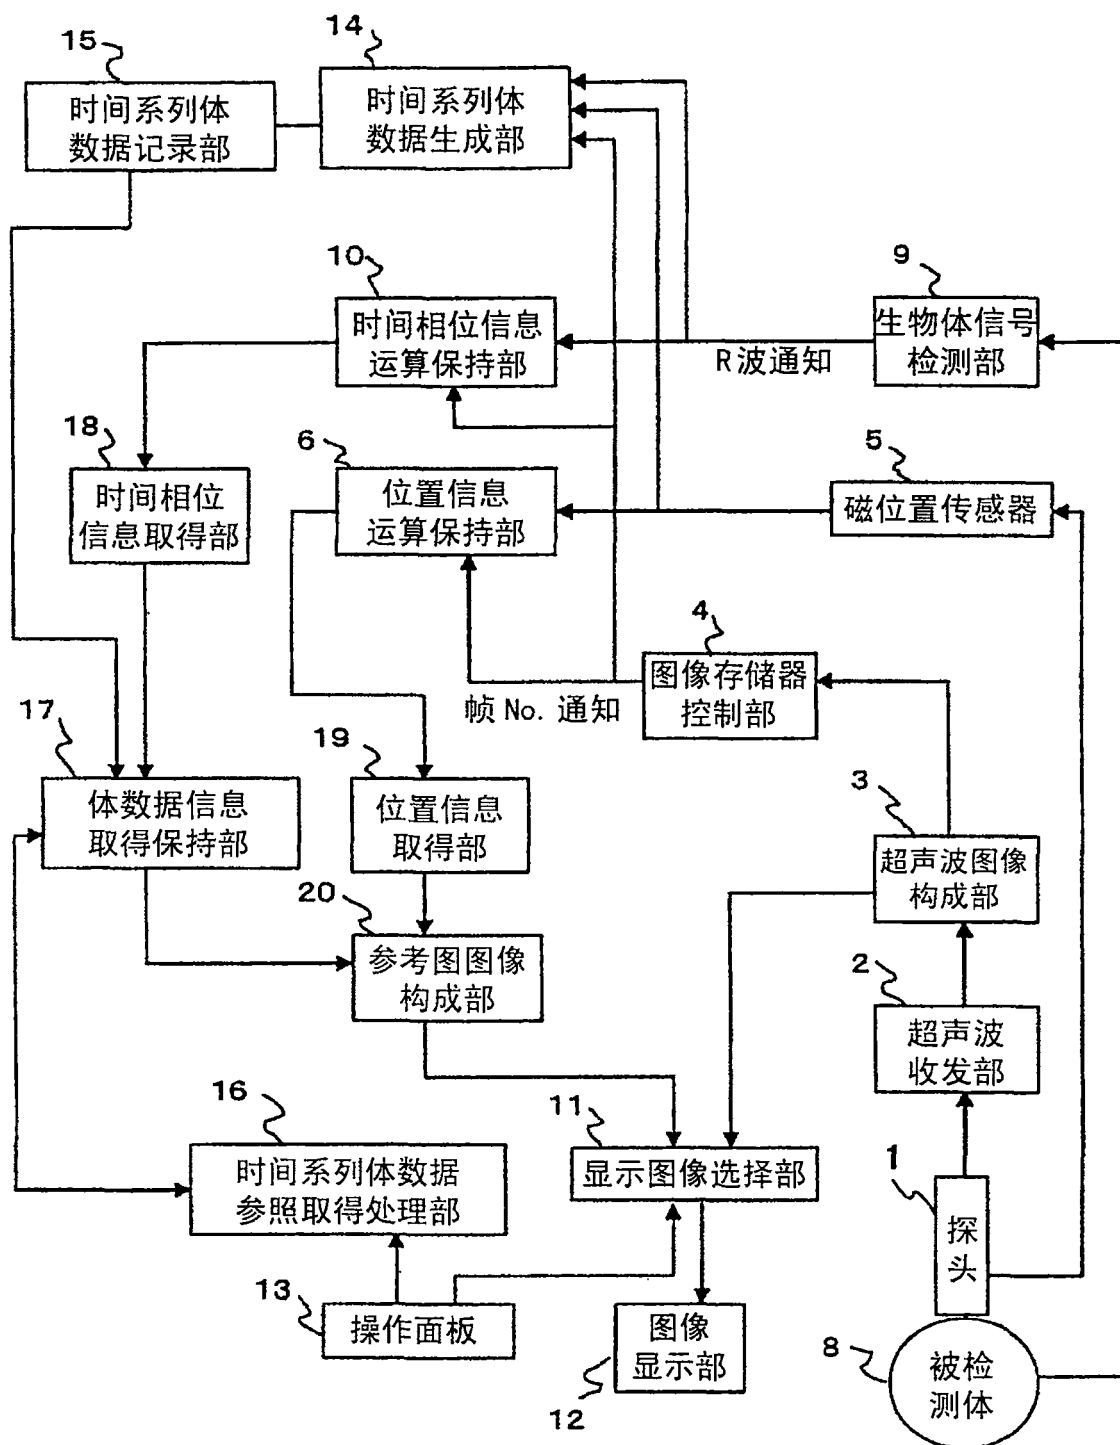 15
时间系列体
数据记录部
14
时间系列体
数据生成部
10
时间相位信息
运算保持部
9
生物体信号
检测部
R波通知
18
时间相位
信息取得部
6
位置信息
运算保持部
5
磁位置传感器
4
图像存储器
控制部
帧No.通知
17
体数据信息
取得保持部
19
位置信息
取得部
3
超声波图像
构成部
20
参考图图像
构成部
2
超声波
收发部
16
时间系列体数据
参照取得处理部
11
显示图像选择部
1
探
头
13
操作面板
12
图像
显示部
8
被检
测体